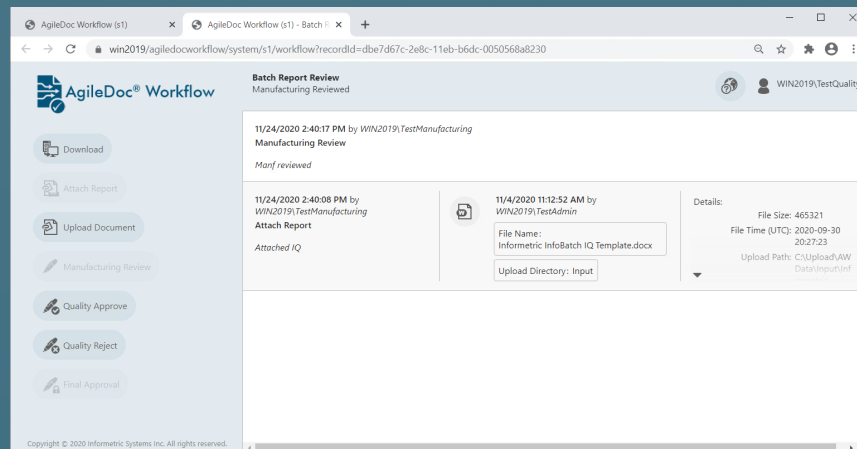 AgileDoc Workflow (s1)
AgileDoc Workflow (s1) - Batch R
win2019/agiledocworkflow/system/s1/workflow?recordId=dbe7d67c-2e8c-11eb-b6dc-0050568a8230
AgileDoc® Workflow
Batch Report Review
Manufacturing Reviewed
WIN2019\TestQuality
Download
Attach Report
Upload Document
Manufacturing Review
Quality Approve
Quality Reject
Final Approval
Copyright © 2020 Informetric Systems Inc. All rights reserved.
11/24/2020 2:40:17 PM by WIN2019\TestManufacturing
Manufacturing Review
Manf reviewed
11/24/2020 2:40:08 PM by
WIN2019\TestManufacturing
Attach Report
Attached IQ
11/4/2020 11:12:52 AM by
WIN2019\TestAdmin
File Name:
Informetric InfoBatch IQ Template.docx
Upload Directory: Input
Details:
File Size: 465321
File Time (UTC): 2020-09-30
20:27:23
Upload Path: C:\Upload\AW
Data\Input\Inf